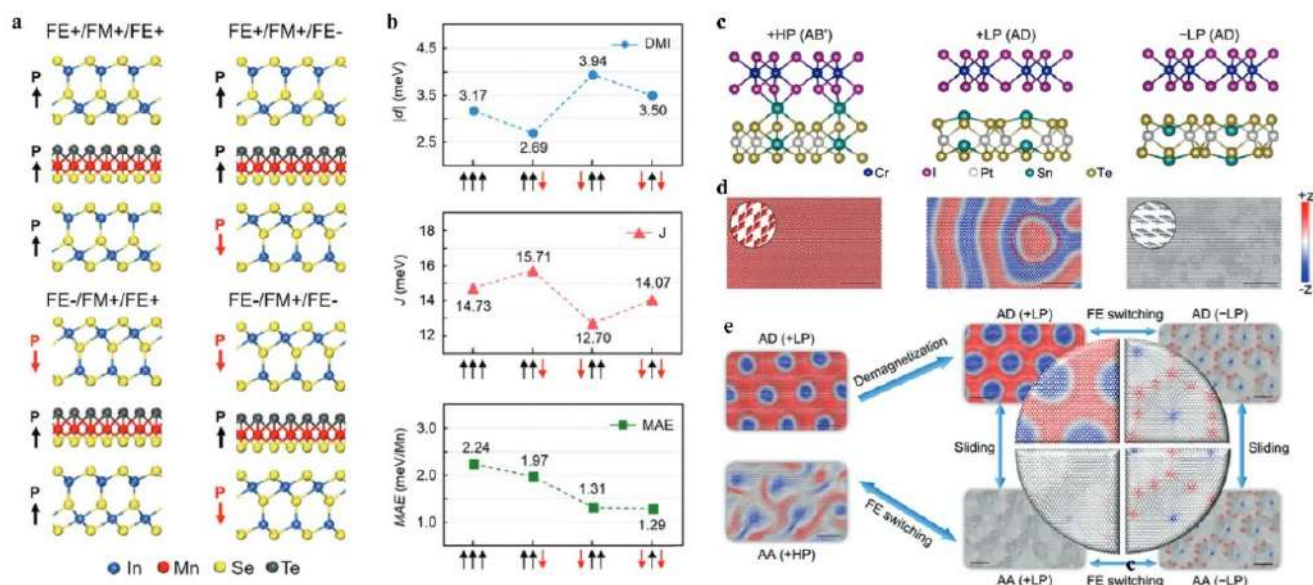 a
FE+/FM+/FE+
FE+/FM+/FE-
P
P
P
P
P
P
FE-/FM+/FE+
FE-/FM+/FE-
P
P
P
P
P
P
In
Mn
Se
Te
b
DMI
|d| (meV)
4.5
3.5
2.5
3.17
2.69
3.94
3.50
J
J (meV)
16
14
12
14.73
15.71
12.70
14.07
MAE
MAE (meV/Mn)
3.0
2.0
1.0
2.24
1.97
1.31
1.29
c
+HP (AB')
+LP (AD)
−LP (AD)
Cr
I
Pt
Sn
Te
d
+Z
-Z
e
AD (+LP)
Demagnetization
AD (+LP)
FE switching
AD (−LP)
Sliding
Sliding
FE switching
AA (+HP)
AA (+LP)
FE switching
c
AA (−LP)